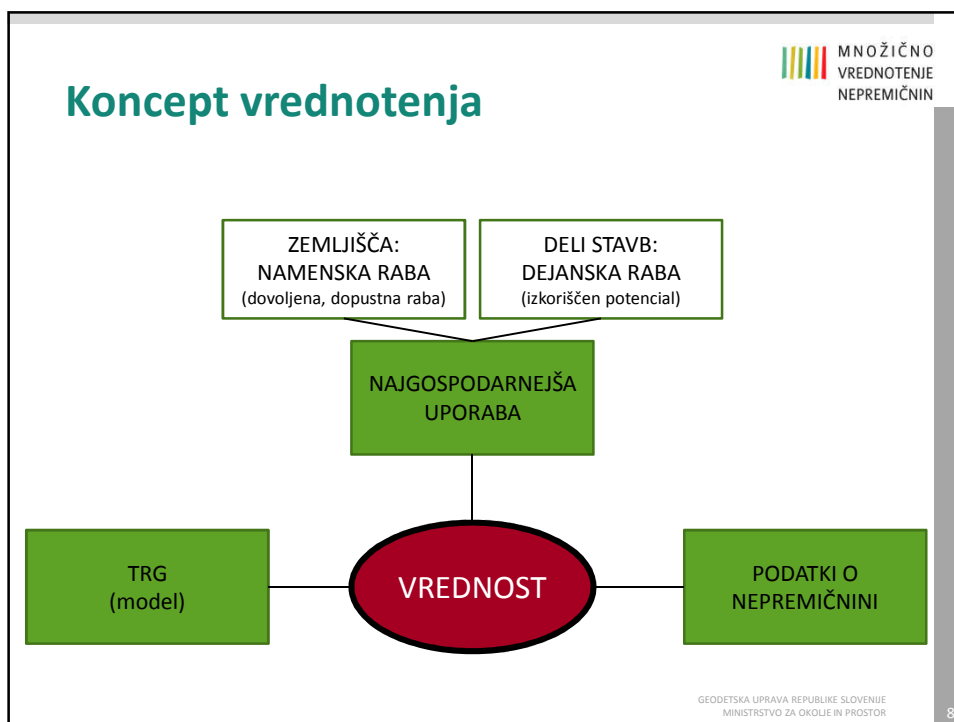 MNOŽIČNO
VREDNOTENJE
NEPREMIČNIN
Koncept vrednotenja
ZEMLJIŠČA:
NAMENSKA RABA
(dovoljena, dopustna raba)
DELI STAVB:
DEJANSKA RABA
(izkoriščen potencial)
NAJGOSPODARNEJŠA
UPORABA
TRG
(model)
VREDNOST
PODATKI O
NEPREMIČNINI
GEODETSKA UPRAVA REPUBLIKE SLOVENIJE
MINISTRSTVO ZA OKOLJE IN PROSTOR
8